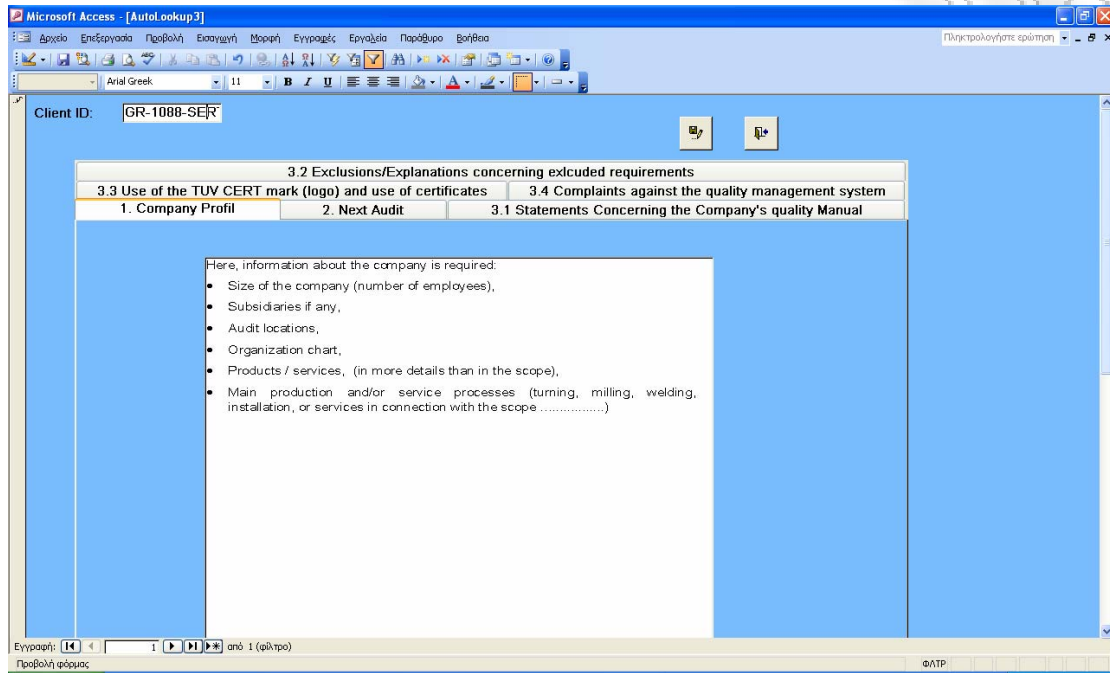 Microsoft Access - [AutoLookup3]
Αρχείο Επεξεργασία Προβολή Εισαγωγή Μορφή Εγγραφές Εργαλεία Παράθυρο Βοήθεια Πληκτρολογήστε ερώτηση
Arial Greek 11 B I U
Client ID: GR-1088-SER
3.2 Exclusions/Explanations concerning exlcuded requirements
3.3 Use of the TUV CERT mark (logo) and use of certificates 3.4 Complaints against the quality management system
1. Company Profil 2. Next Audit 3.1 Statements Concerning the Company's quality Manual
Here, information about the company is required:
• Size of the company (number of employees),
• Subsidiaries if any,
• Audit locations,
• Organization chart,
• Products / services, (in more details than in the scope),
• Main production and/or service processes (turning, milling, welding,
installation, or services in connection with the scope ................)
Εγγραφή: 1 από 1 (φίλτρο)
Προβολή φόρμας ΦΛΤΡ